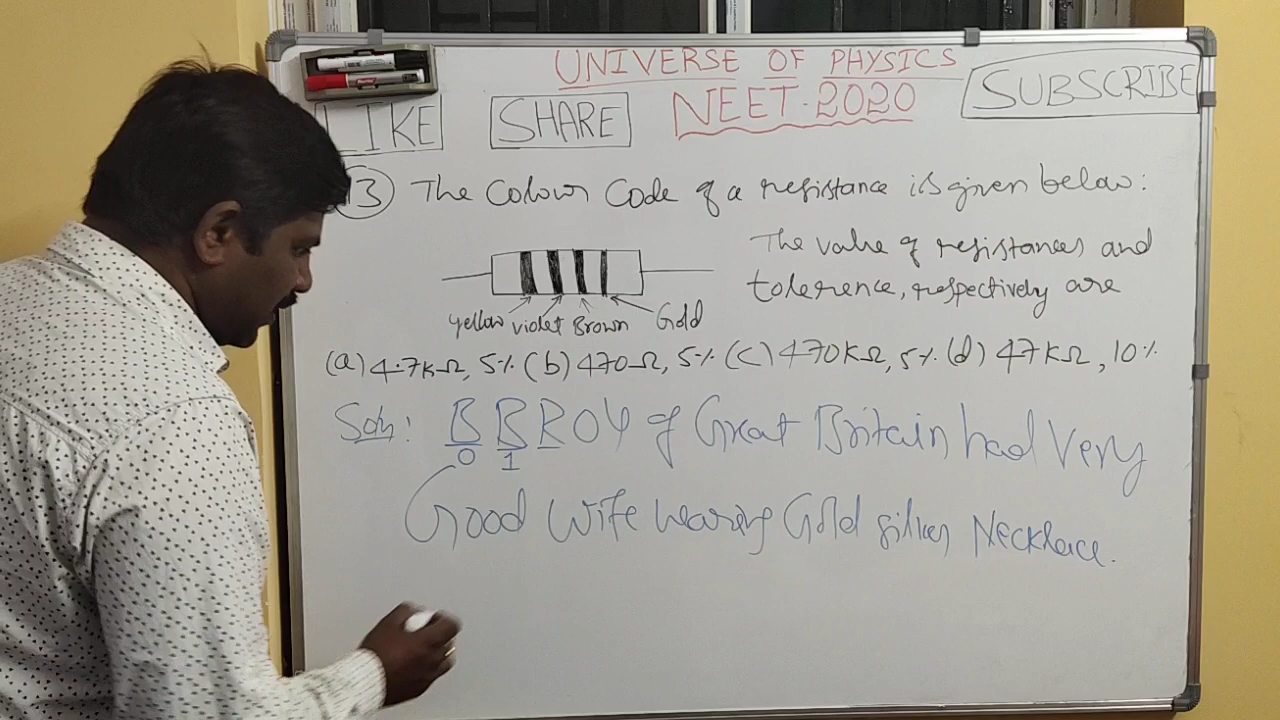 UNIVERSE OF PHYSICS
LIKE SHARE NEET-2020 SUBSCRIBE
13 The Colour Code of a resistance is given below:
The value of resistances and
tolerence, respectively are
Yellow violet Brown Gold
(a) 4.7KΩ, 5% (b) 470Ω, 5% (c) 470KΩ, 5% (d) 47KΩ, 10%
Soln: B B R O Y of Great Britain had Very
0 1
Good Wife wearing Gold silver Necklace.